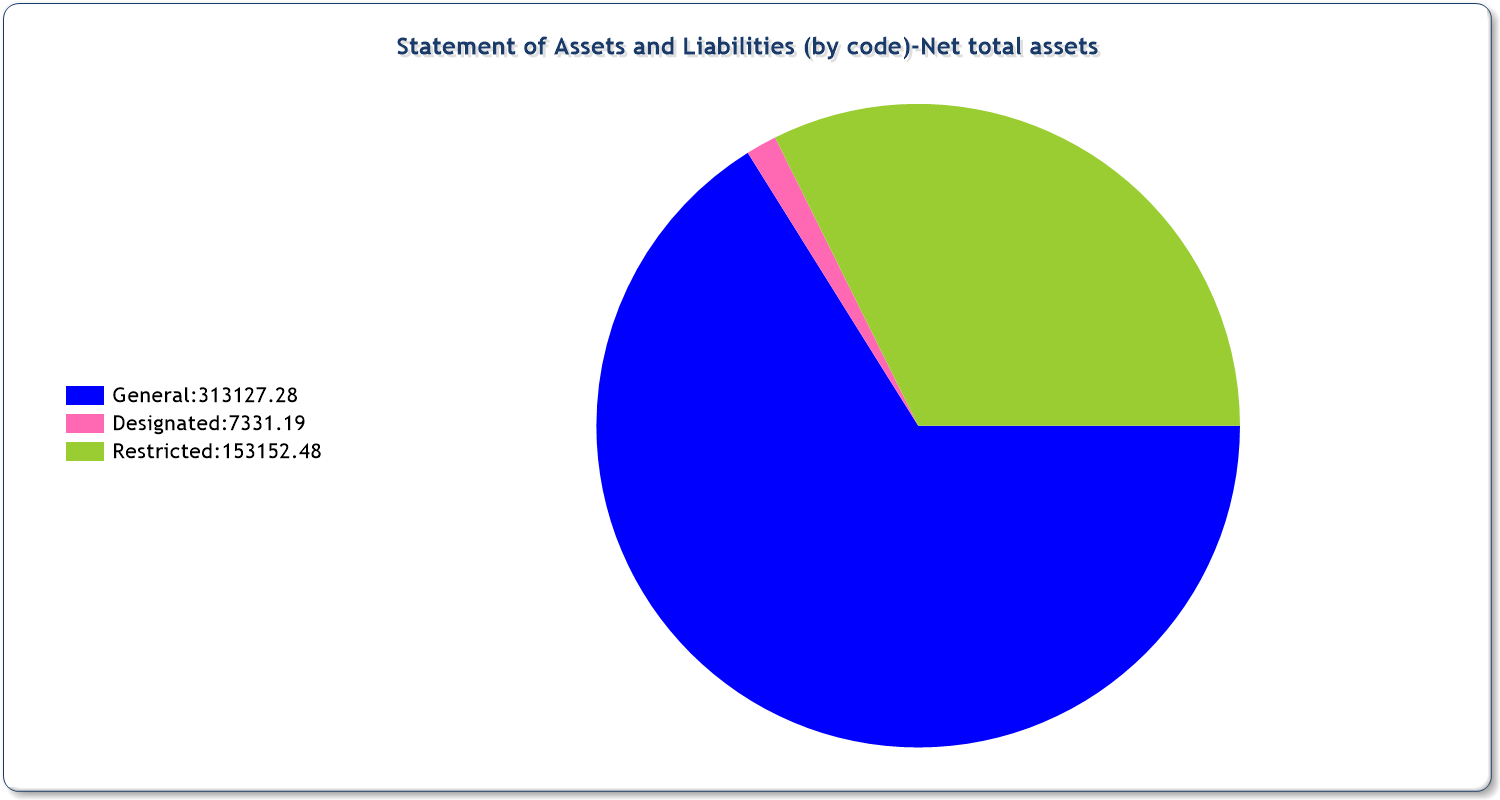 Statement of Assets and Liabilities (by code)-Net total assets
General:313127.28
Designated:7331.19
Restricted:153152.48